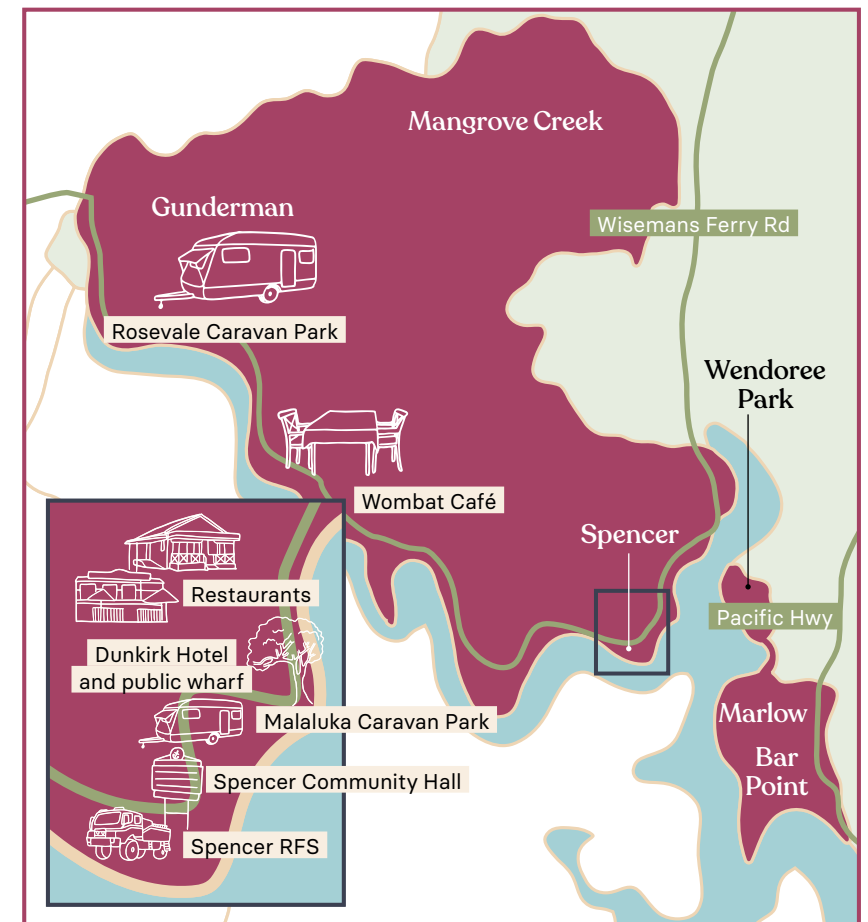 Mangrove Creek
Gunderman
Wisemans Ferry Rd
Rosevale Caravan Park
Wendoree
Park
Wombat Café
Spencer
Restaurants
Pacific Hwy
Dunkirk Hotel
and public wharf
Malaluka Caravan Park
Marlow
Bar
Point
Spencer Community Hall
Spencer RFS